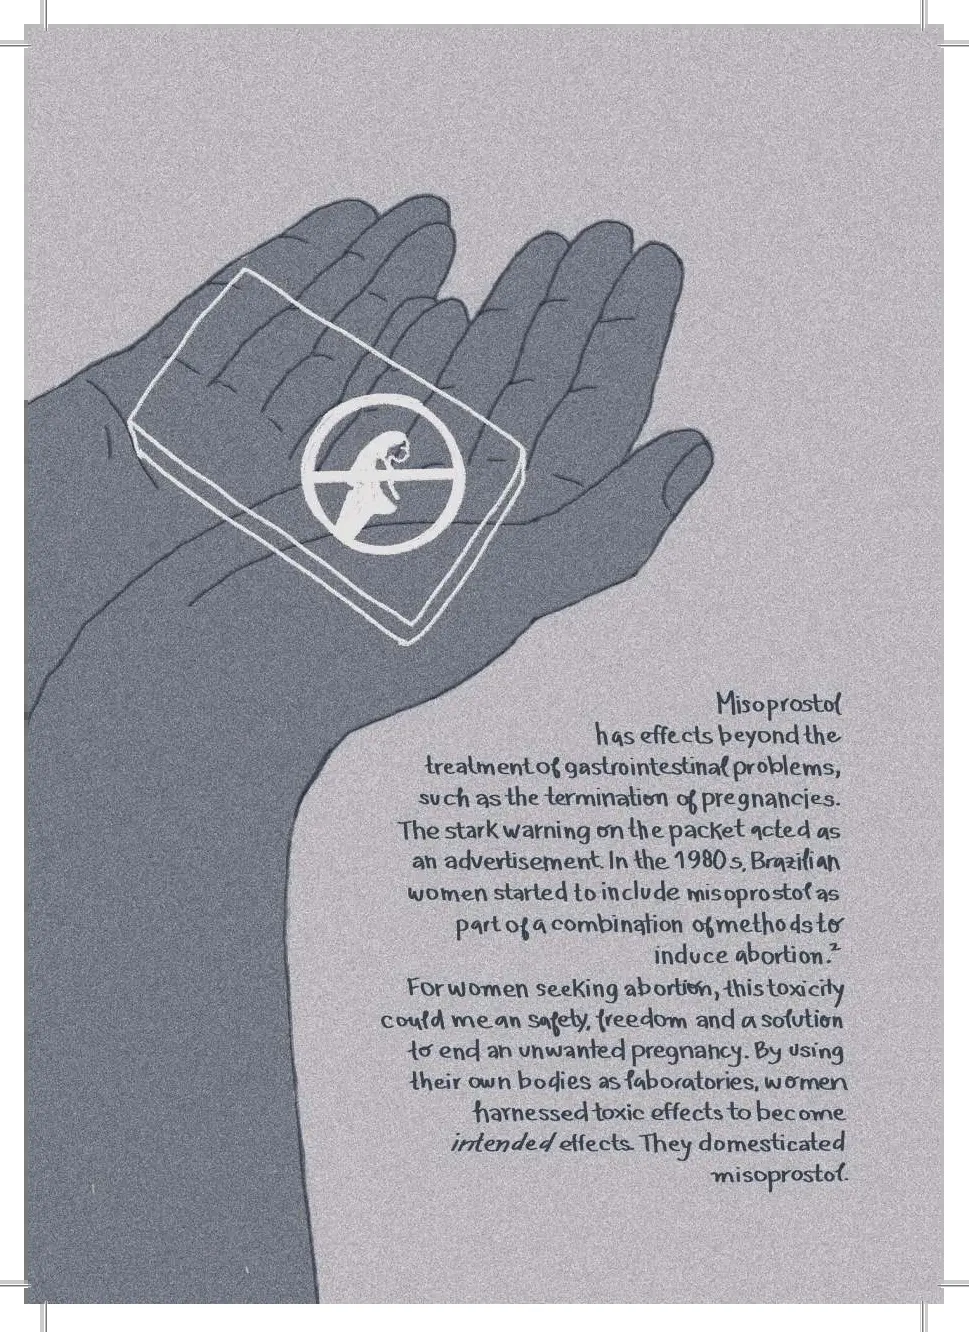 Misoprostol
has effects beyond the
treatment of gastrointestinal problems,
such as the termination of pregnancies.
The stark warning on the packet acted as
an advertisement. In the 1980s, Brazilian
women started to include misoprostol as
part of a combination of methods to
induce abortion.²
For women seeking abortion, this toxicity
could mean safety, freedom and a solution
to end an unwanted pregnancy. By using
their own bodies as laboratories, women
harnessed toxic effects to become
intended effects. They domesticated
misoprostol.